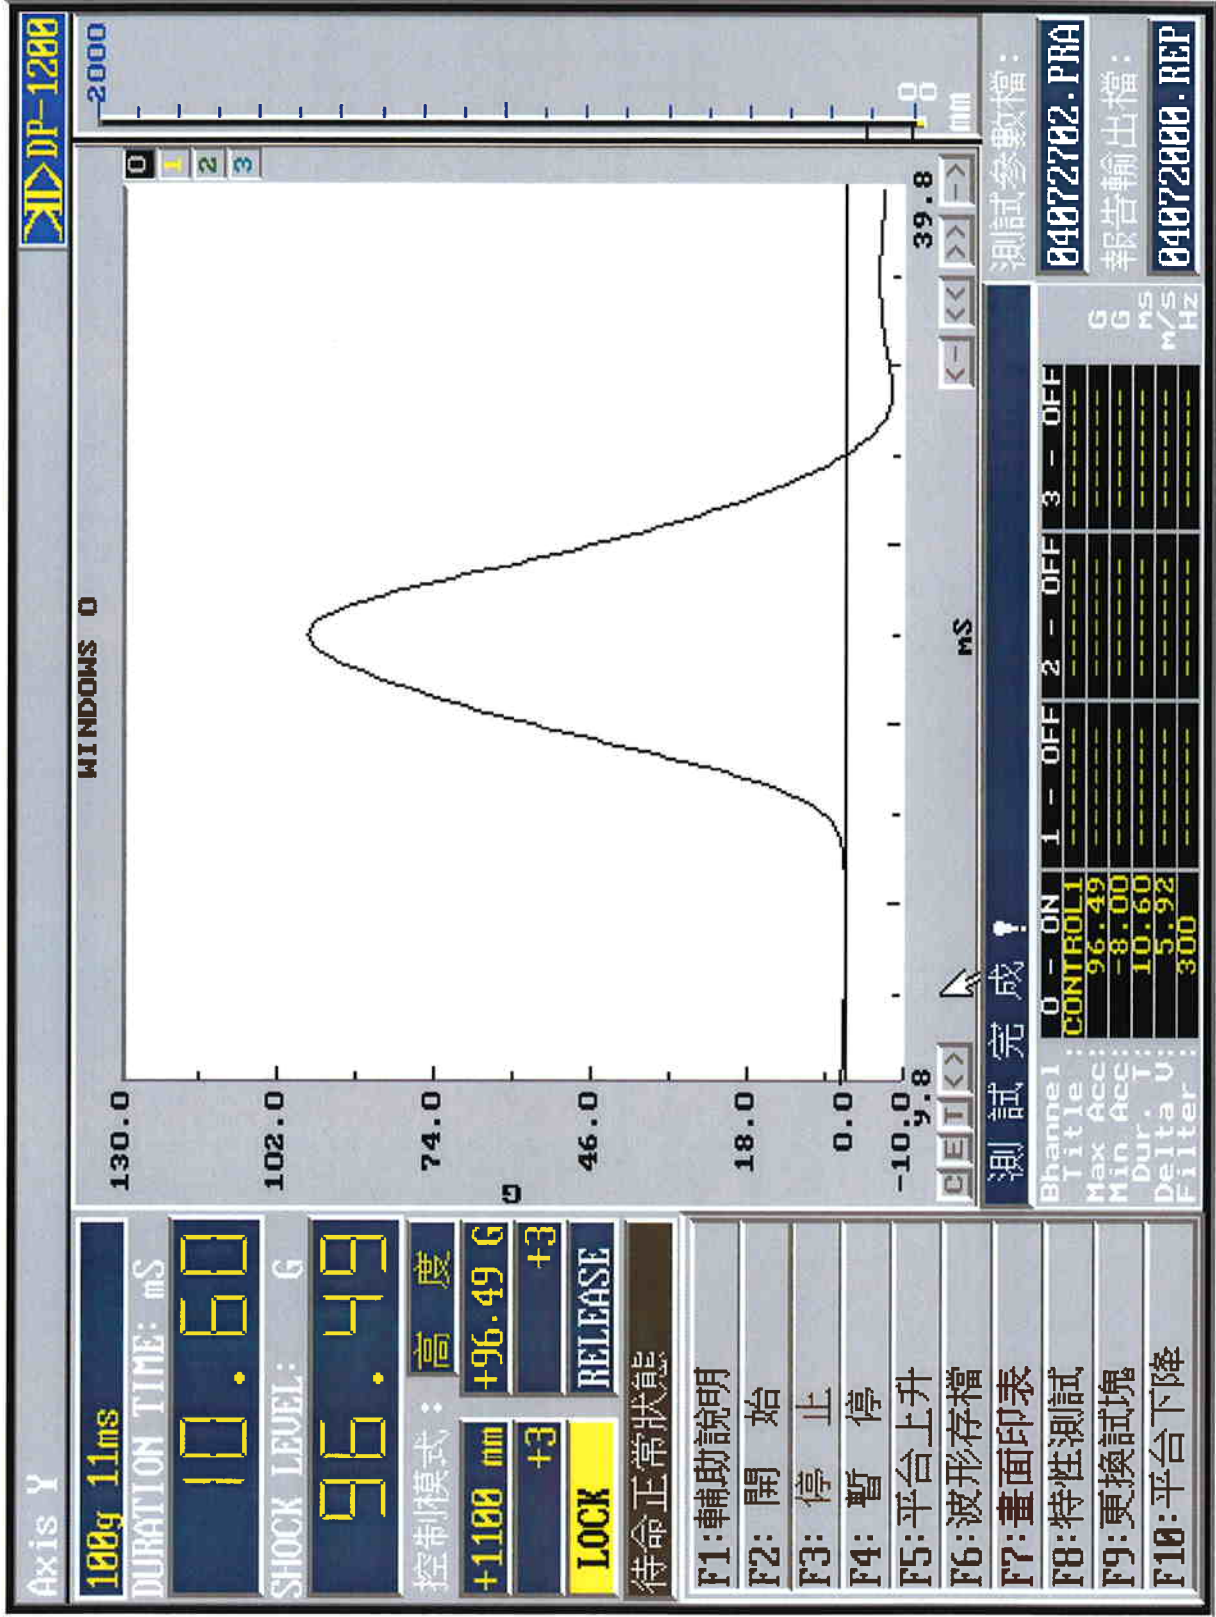 Axis Y
DP-1200
100g 11ms
DURATION TIME: mS
10.60
SHOCK LEVEL: G
96.49
控制模式: 高 度
+1100 mm +96.49 G
+3 +3
LOCK RELEASE
待命正常狀態
F1:輔助說明
F2: 開 始
F3: 停 止
F4: 暫 停
F5:平台上升
F6:波形存檔
F7:畫面印表
F8:特性測試
F9:更換試塊
F10:平台下降
WINDOWS 0
130.0
102.0
74.0
G
46.0
18.0
0.0
-10.0
9.8 39.8
mS
0
1
2
3
C E T <> <- << >> ->
2000
0 0
mm
測 試 完 成 !
Bhannel 0 - ON 1 - OFF 2 - OFF 3 - OFF
Title : CONTROL1 ------ ------ ------
Max Acc: 96.49 ------ ------ ------ G
Min Acc: -8.00 ------ ------ ------ G
Dur. T: 10.60 ------ ------ ------ mS
Delta V: 5.92 ------ ------ ------ m/s
Filter : 300 ------ ------ ------ Hz
測試參數檔:
04072702.PRA
報告輸出檔:
04072000.REP